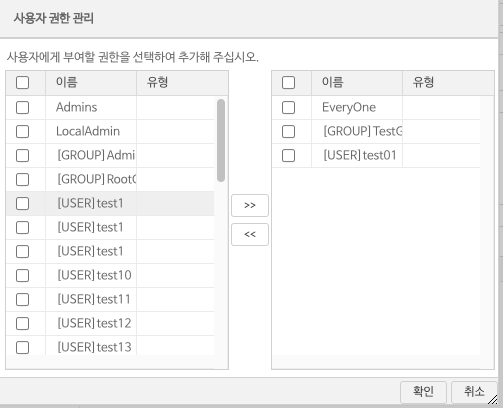 사용자 권한 관리
사용자에게 부여할 권한을 선택하여 추가해 주십시오.
이름 유형
Admins
LocalAdmin
[GROUP] Admi
[GROUP] Root
[USER] test1
[USER] test1
[USER] test1
[USER] test10
[USER] test11
[USER] test12
[USER] test13
>>
<<
이름 유형
EveryOne
[GROUP] Test
[USER] test01
확인 취소